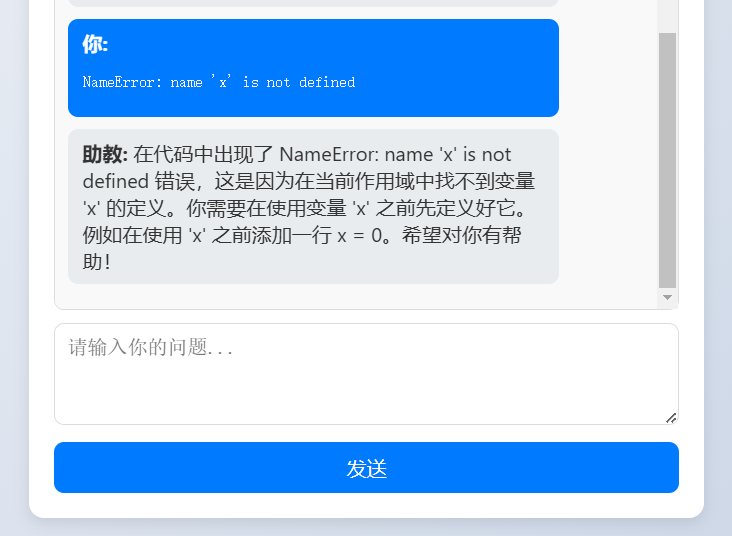 你:
NameError: name 'x' is not defined
助教: 在代码中出现了 NameError: name 'x' is not
defined 错误，这是因为在当前作用域中找不到变量
'x' 的定义。你需要在使用变量 'x' 之前先定义好它。
例如在使用 'x' 之前添加一行 x = 0。希望对你有帮
助！
请输入你的问题...
发送